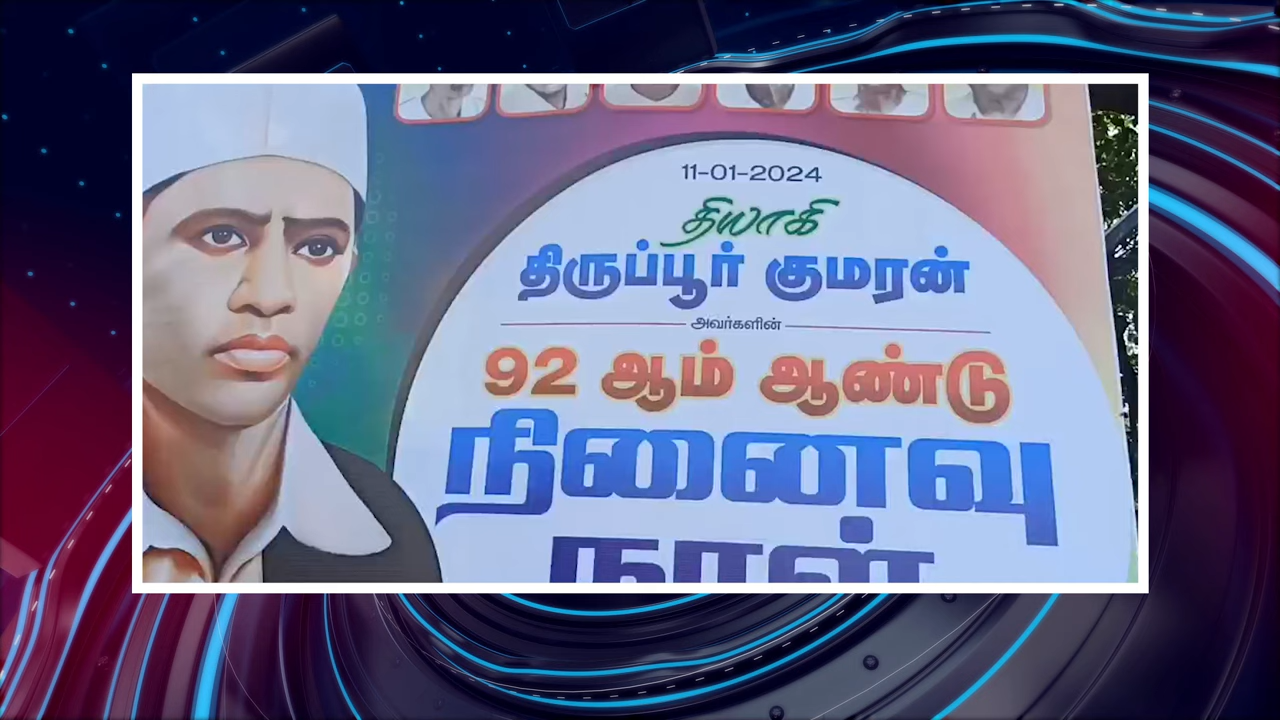 11-01-2024
தியாகி
திருப்பூர் குமரன்
அவர்களின்
92 ஆம் ஆண்டு
நினைவு
நாள்